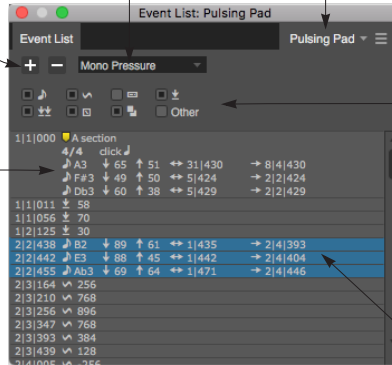 Event List: Pulsing Pad
Event List
Pulsing Pad
+ − Mono Pressure
Other
1|1|000 A section
4/4 click♩
♪ A3 ↓ 65 ↑ 51 ↔ 31|430 → 8|4|430
♪ F#3 ↓ 49 ↑ 50 ↔ 5|424 → 2|2|424
♪ Db3 ↓ 60 ↑ 38 ↔ 5|429 → 2|2|429
1|1|011 58
1|1|056 70
1|2|125 30
2|2|438 ♪ B2 ↓ 89 ↑ 61 ↔ 1|435 → 2|4|393
2|2|442 ♪ E3 ↓ 88 ↑ 45 ↔ 1|442 → 2|4|404
2|2|455 ♪ Ab3 ↓ 69 ↑ 64 ↔ 1|471 → 2|4|446
2|3|164 256
2|3|210 768
2|3|256 896
2|3|347 768
2|3|393 384
2|3|439 128
2|4|005 -256